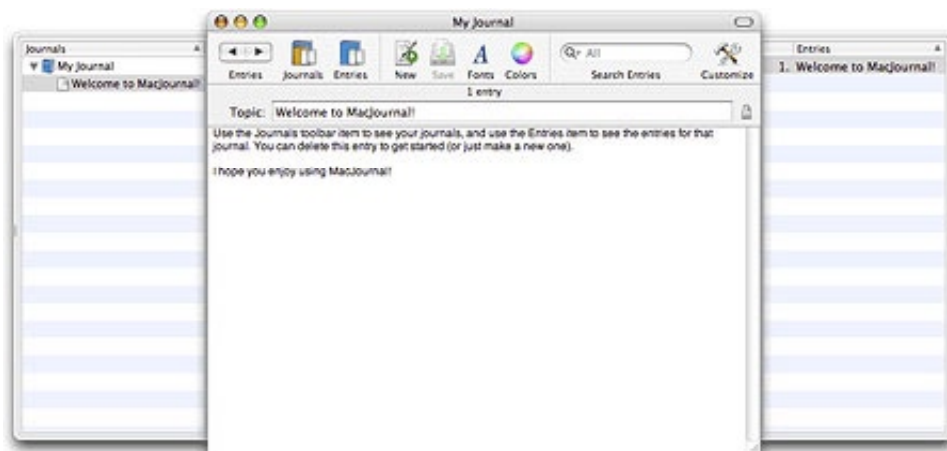 My Journal
Journals
My Journal
Welcome to MacJournal!
Entries
Journals
Entries
New
Save
Fonts
Colors
All
Search Entries
Customize
1 entry
Topic: Welcome to MacJournal!
Use the Journals toolbar item to see your journals, and use the Entries item to see the entries for that
journal. You can delete this entry to get started (or just make a new one).
I hope you enjoy using MacJournal!
Entries
1. Welcome to MacJournal!